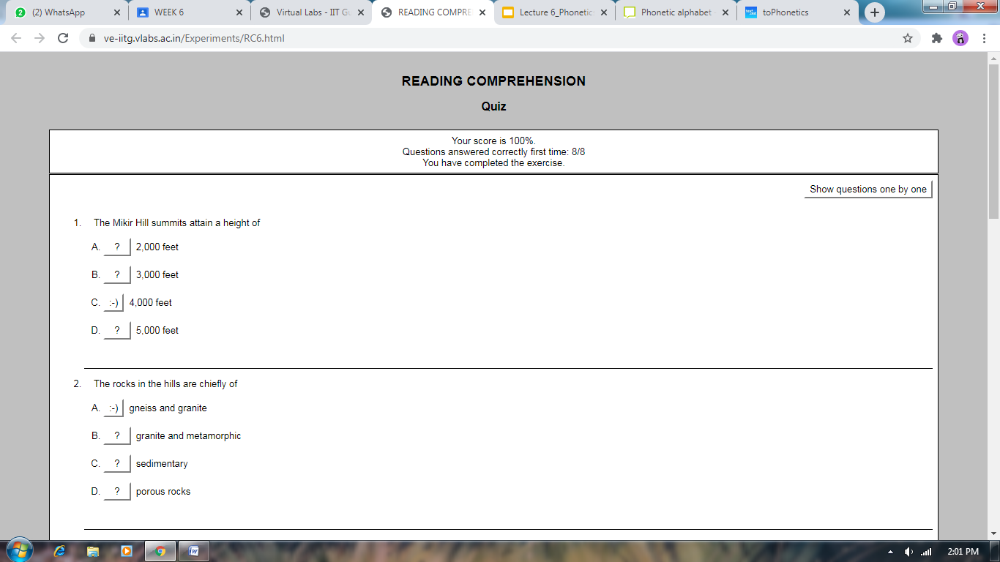 (2) WhatsApp
WEEK 6
Virtual Labs - IIT Gu
READING COMPRE
Lecture 6_Phonetic
Phonetic alphabet
toPhonetics
ve-iitg.vlabs.ac.in/Experiments/RC6.html
READING COMPREHENSION
Quiz
Your score is 100%.
Questions answered correctly first time: 8/8
You have completed the exercise.
Show questions one by one
1. The Mikir Hill summits attain a height of
A. ? 2,000 feet
B. ? 3,000 feet
C. :-) 4,000 feet
D. ? 5,000 feet
2. The rocks in the hills are chiefly of
A. :-) gneiss and granite
B. ? granite and metamorphic
C. ? sedimentary
D. ? porous rocks
2:01 PM